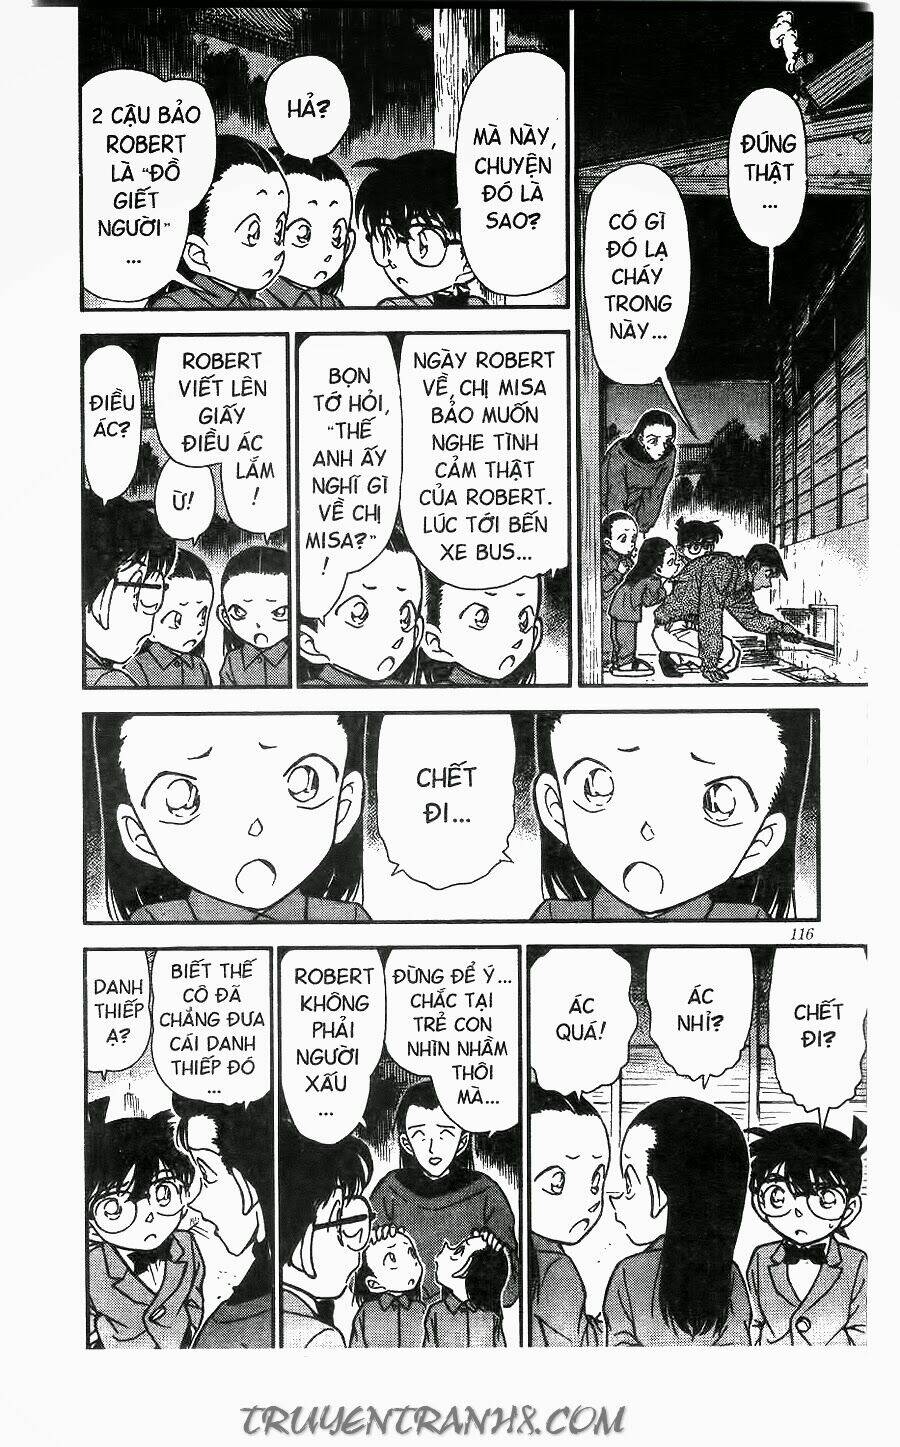 ĐÚNG
THẬT
...
CÓ GÌ
ĐÓ LẠ
CHÁY
TRONG
NÀY...
MÀ NÀY,
CHUYỆN
ĐÓ LÀ
SAO?
HẢ?
2 CẬU BẢO
ROBERT
LÀ "ĐỒ
GIẾT
NGƯỜI"
...
NGÀY ROBERT
VỀ, CHỊ MISA
BẢO MUỐN
NGHE TÌNH
CẢM THẬT
CỦA ROBERT.
LÚC TỚI BẾN
XE BUS...
BỌN
TỚ HỎI,
"THẾ
ANH ẤY
NGHĨ GÌ
VỀ CHỊ
MISA?"
!
ROBERT
VIẾT LÊN
GIẤY
ĐIỀU ÁC
LẮM
!
Ừ!
ĐIỀU
ÁC?
CHẾT
ĐI...
116
CHẾT
ĐI?
ÁC
NHỈ?
ÁC
QUÁ!
ĐỪNG ĐỂ Ý...
CHẮC TẠI
TRẺ CON
NHÌN NHẦM
THÔI
MÀ...
ROBERT
KHÔNG
PHẢI
NGƯỜI
XẤU
...
BIẾT THẾ
CÔ ĐÃ
CHẲNG ĐƯA
CÁI DANH
THIẾP ĐÓ
...
DANH
THIẾP
Ạ?
TRUYENTRANH8.COM